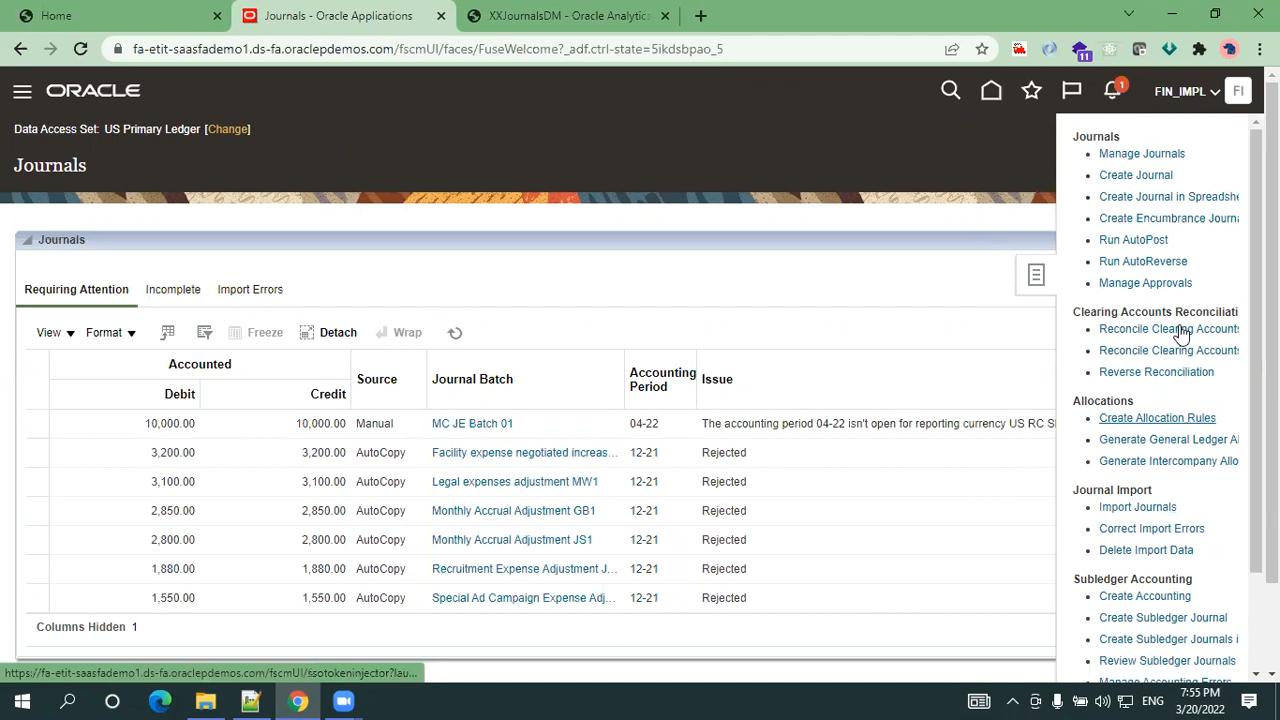 Home
Journals - Oracle Applications
XXJournalsDM - Oracle Analytics
fa-etit-saasfademo1.ds-fa.oraclepdemos.com/fscmUI/faces/FuseWelcome?_adf.ctrl-state=5ikdsbpao_5
11
ORACLE
1
FIN_IMPL
FI
Data Access Set: US Primary Ledger [Change]
Journals
Journals
Requiring Attention Incomplete Import Errors
View Format Freeze Detach Wrap
Accounted
Debit Credit Source Journal Batch Accounting Period Issue
10,000.00 10,000.00 Manual MC JE Batch 01 04-22 The accounting period 04-22 isn't open for reporting currency US RC S
3,200.00 3,200.00 AutoCopy Facility expense negotiated increas... 12-21 Rejected
3,100.00 3,100.00 AutoCopy Legal expenses adjustment MW1 12-21 Rejected
2,850.00 2,850.00 AutoCopy Monthly Accrual Adjustment GB1 12-21 Rejected
2,800.00 2,800.00 AutoCopy Monthly Accrual Adjustment JS1 12-21 Rejected
1,880.00 1,880.00 AutoCopy Recruitment Expense Adjustment J... 12-21 Rejected
1,550.00 1,550.00 AutoCopy Special Ad Campaign Expense Adj... 12-21 Rejected
Columns Hidden 1
Journals
Manage Journals
Create Journal
Create Journal in Spreadshe
Create Encumbrance Journa
Run AutoPost
Run AutoReverse
Manage Approvals
Clearing Accounts Reconciliati
Reconcile Clearing Accounts
Reconcile Clearing Accounts
Reverse Reconciliation
Allocations
Create Allocation Rules
Generate General Ledger Al
Generate Intercompany Allo
Journal Import
Import Journals
Correct Import Errors
Delete Import Data
Subledger Accounting
Create Accounting
Create Subledger Journal
Create Subledger Journals i
Review Subledger Journals
Manage Accounting Errors
https://fa-etit-saasfademo1.ds-fa.oraclepdemos.com/fscmUI/ssotokeninjector?lau...
ENG
7:55 PM
3/20/2022